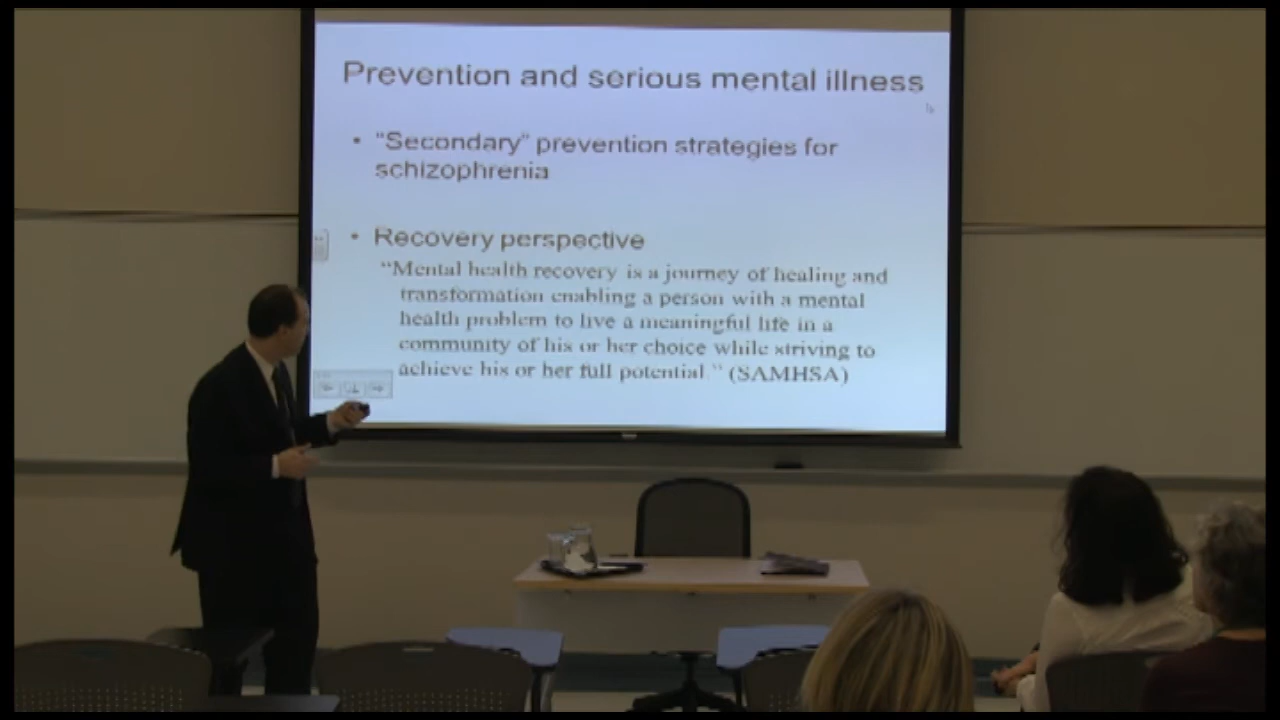 Prevention and serious mental illness
• "Secondary" prevention strategies for
schizophrenia
• Recovery perspective
"Mental health recovery is a journey of healing and
transformation enabling a person with a mental
health problem to live a meaningful life in a
community of his or her choice while striving to
achieve his or her full potential." (SAMHSA)